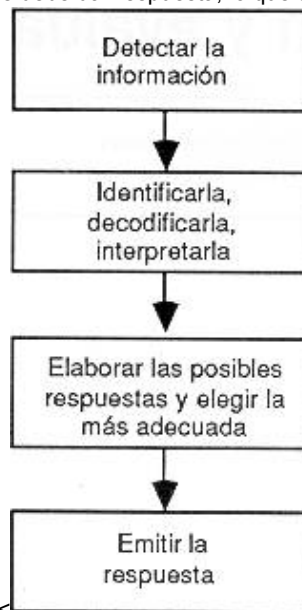 Detectar la
información
Identificarla,
decodificarla,
interpretarla
Elaborar las posibles
respuestas y elegir la
más adecuada
Emitir la
respuesta
<